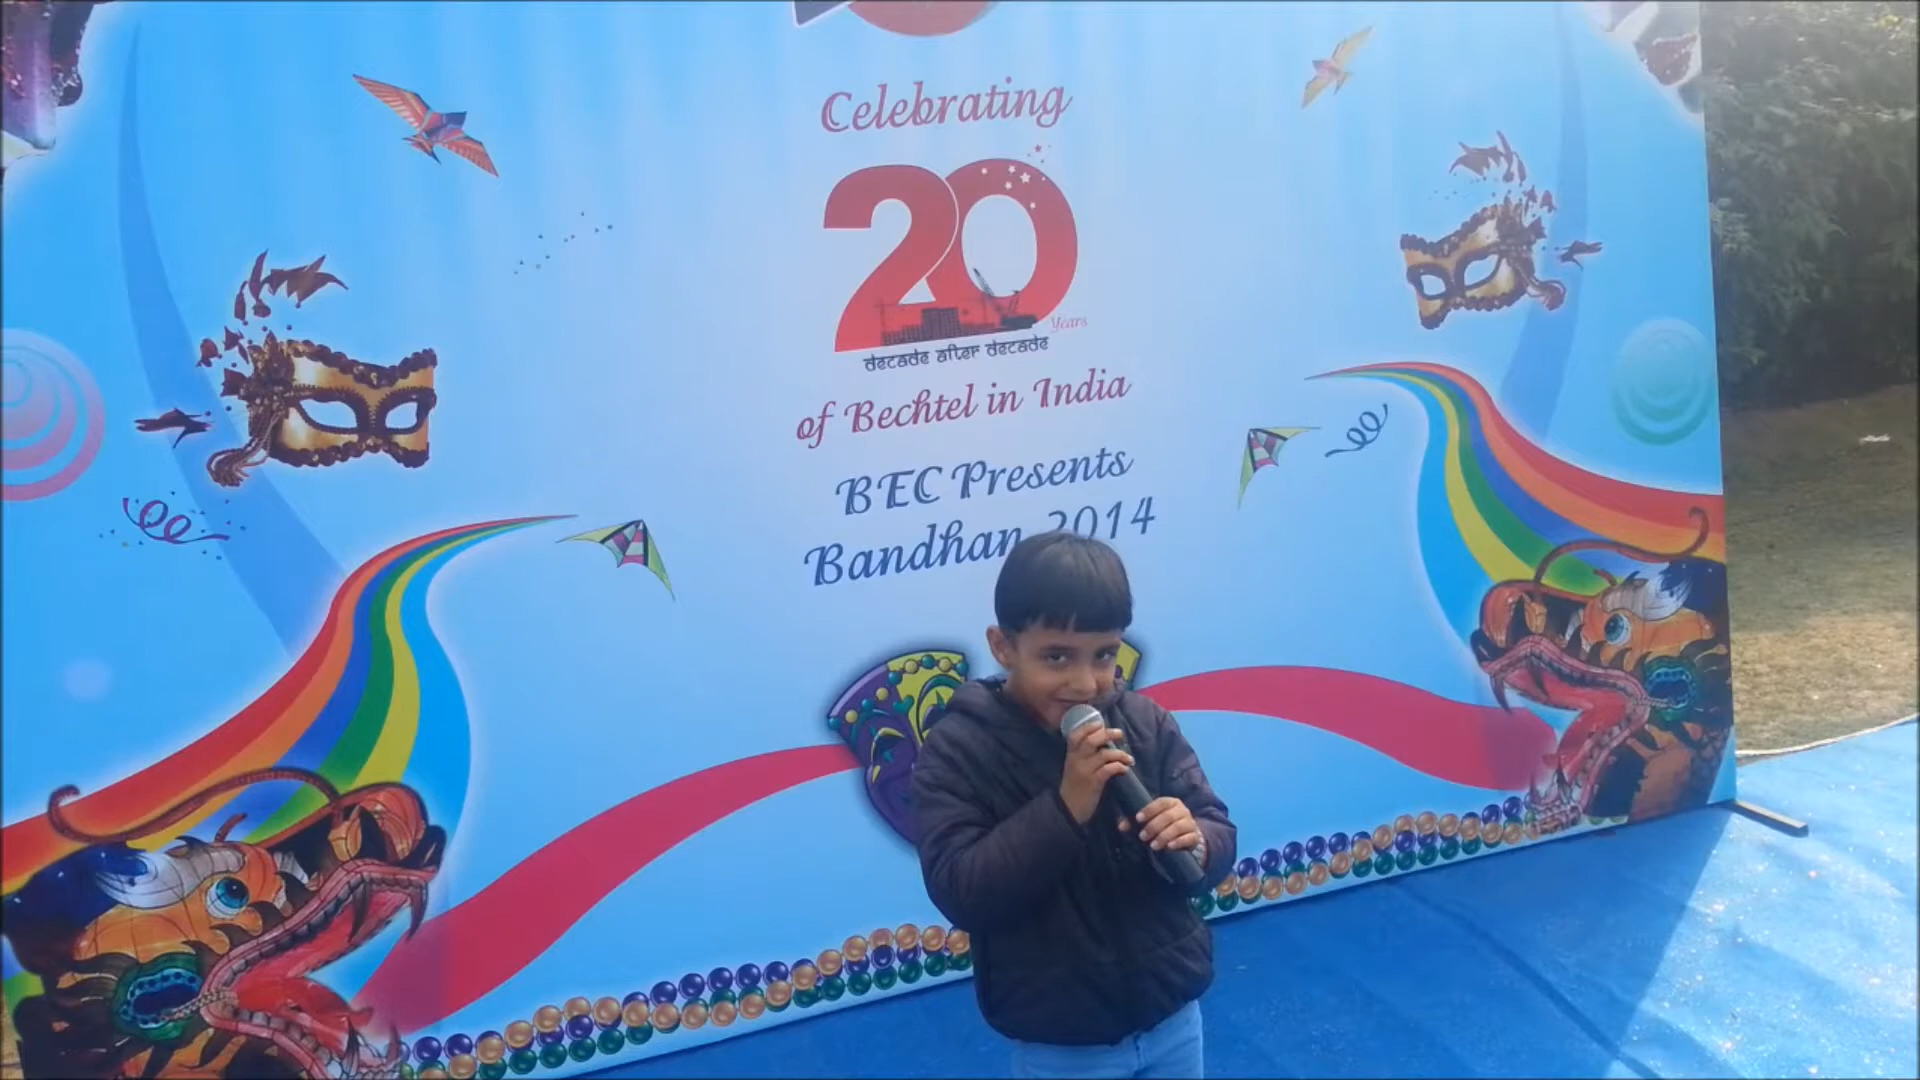 Celebrating
20
Years
decade after decade
of Bechtel in India
BEC Presents
Bandhan 2014